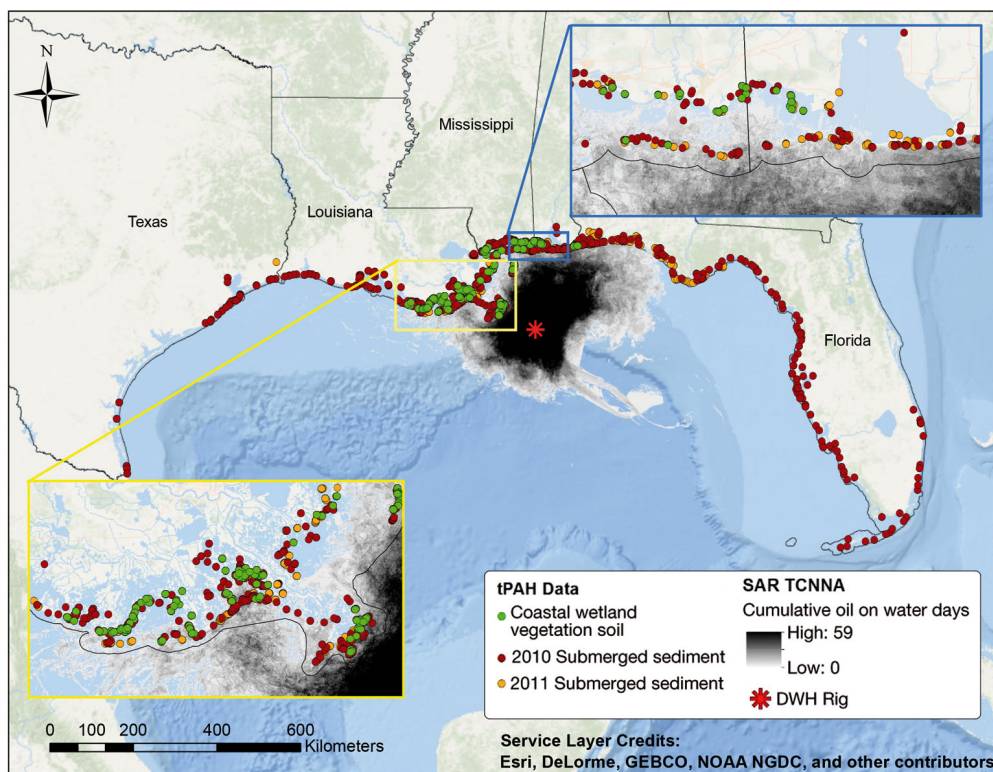 N
Mississippi
Texas
Louisiana
Florida
tPAH Data
Coastal wetland
vegetation soil
2010 Submerged sediment
2011 Submerged sediment
SAR TCNNA
Cumulative oil on water days
High: 59
Low: 0
DWH Rig
0 100 200 400 600
Kilometers
Service Layer Credits:
Esri, DeLorme, GEBCO, NOAA NGDC, and other contributors